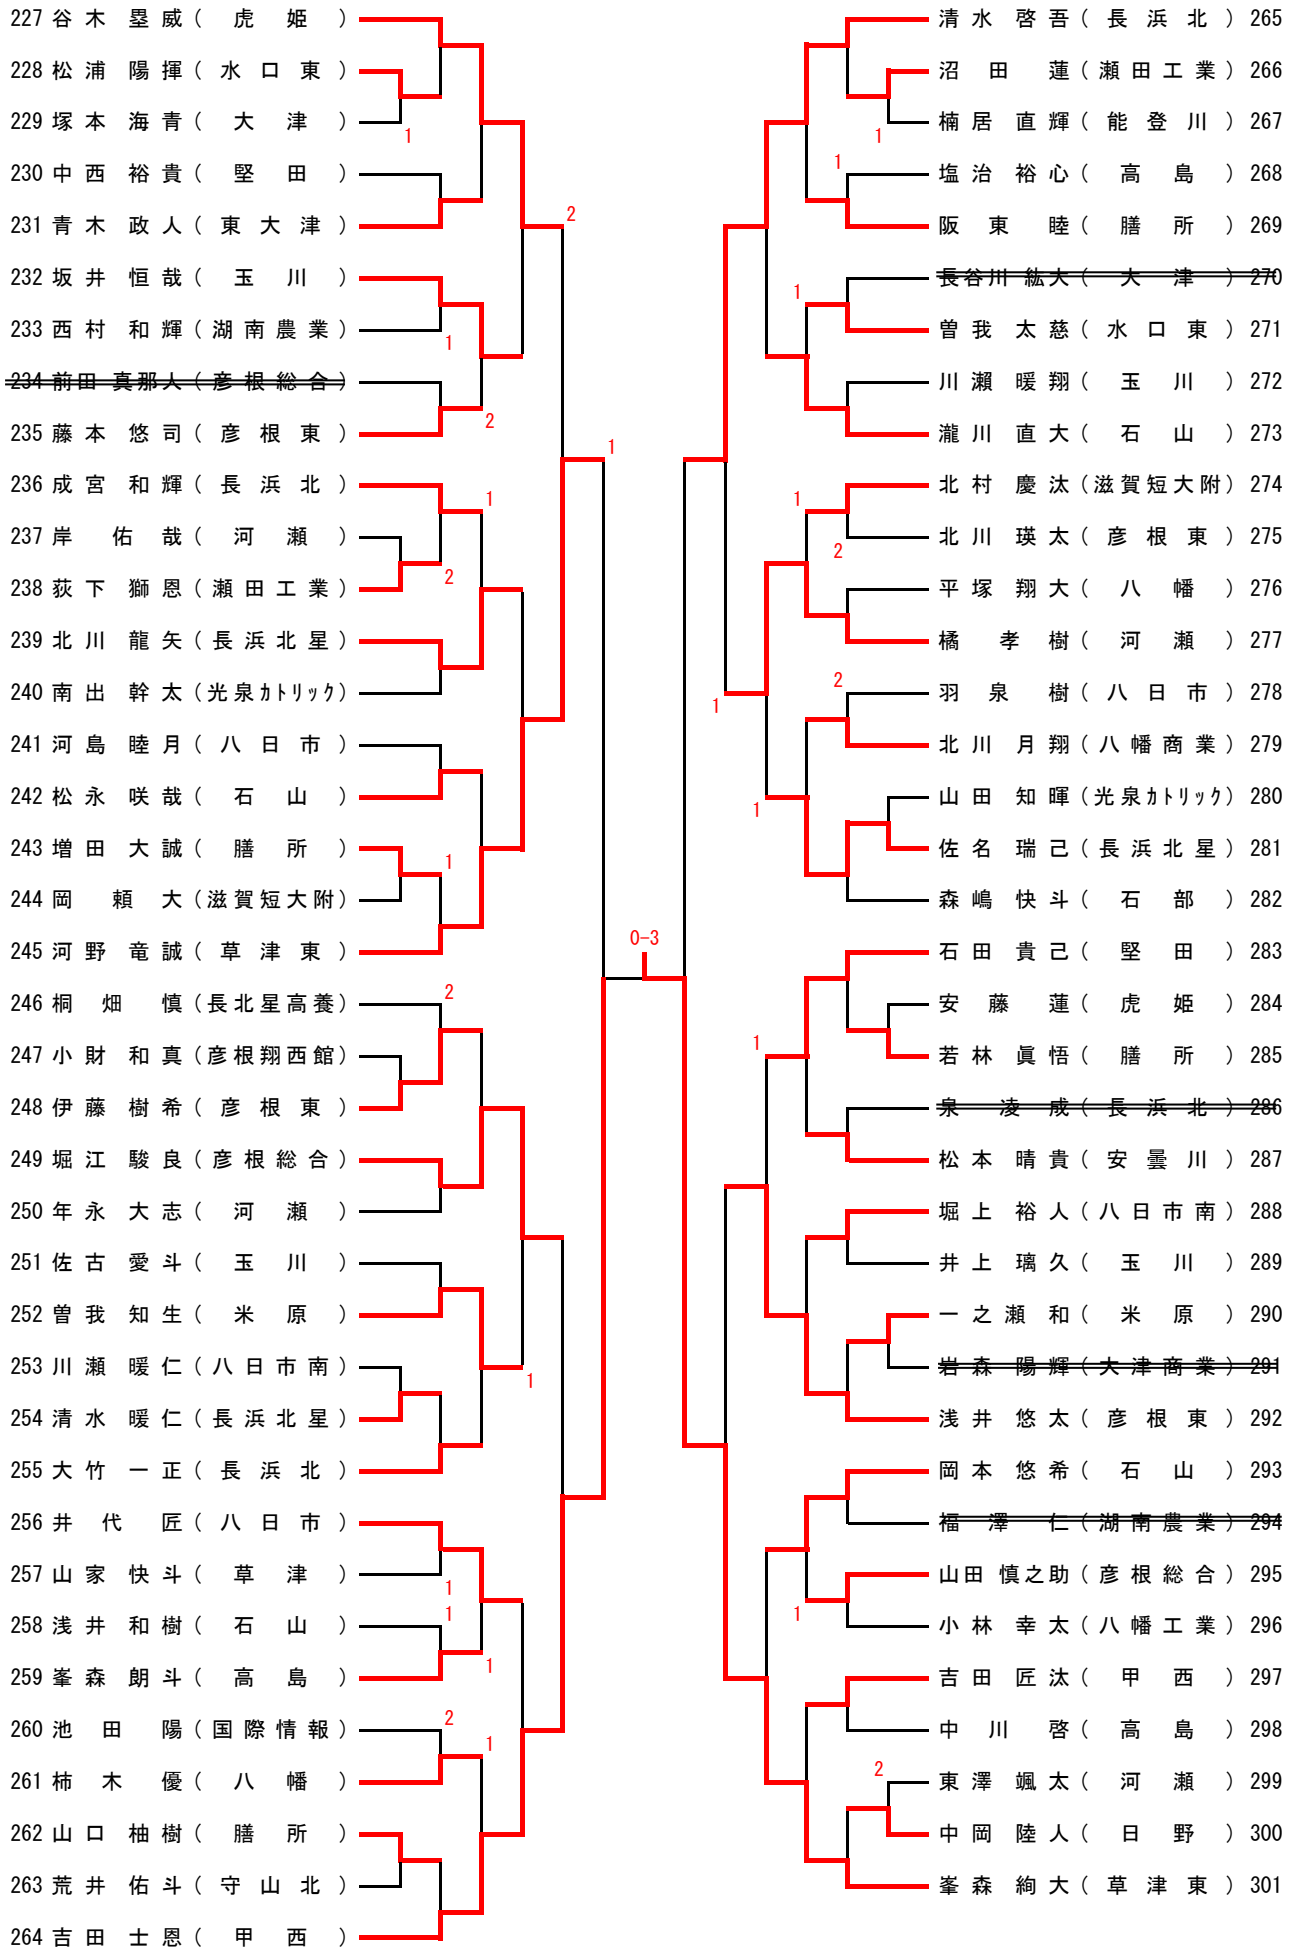 227 谷木 塁威 ( 虎姫 )
228 松浦 陽揮 ( 水口東 )
229 塚本 海青 ( 大津 )
1
230 中西 裕貴 ( 堅田 )
231 青木 政人 ( 東大津 )
2
232 坂井 恒哉 ( 玉川 )
233 西村 和輝 ( 湖南農業 )
1
234 前田 真那人 ( 彦根総合 )
2
235 藤本 悠司 ( 彦根東 )
1
236 成宮 和輝 ( 長浜北 )
1
237 岸 佑哉 ( 河瀬 )
2
238 荻下 獅恩 ( 瀬田工業 )
239 北川 龍矢 ( 長浜北星 )
240 南出 幹太 ( 光泉カトリック )
241 河島 睦月 ( 八日市 )
242 松永 咲哉 ( 石山 )
243 増田 大誠 ( 膳所 )
1
244 岡 頼大 ( 滋賀短大附 )
245 河野 竜誠 ( 草津東 )
246 桐畑 慎 ( 長北星高養 )
2
247 小財 和真 ( 彦根翔西館 )
248 伊藤 樹希 ( 彦根東 )
249 堀江 駿良 ( 彦根総合 )
250 年永 大志 ( 河瀬 )
251 佐古 愛斗 ( 玉川 )
252 曽我 知生 ( 米原 )
253 川瀬 暖仁 ( 八日市南 )
1
254 清水 暖仁 ( 長浜北星 )
255 大竹 一正 ( 長浜北 )
256 井代 匠 ( 八日市 )
257 山家 快斗 ( 草津 )
1
258 浅井 和樹 ( 石山 )
1
1
259 峯森 朗斗 ( 高島 )
260 池田 陽 ( 国際情報 )
2
1
261 柿木 優 ( 八幡 )
262 山口 柚樹 ( 膳所 )
263 荒井 佑斗 ( 守山北 )
264 吉田 士恩 ( 甲西 )
0-3
清水 啓吾 ( 長浜北 ) 265
沼田 蓮 ( 瀬田工業 ) 266
楠居 直輝 ( 能登川 ) 267
1
1
塩治 裕心 ( 高島 ) 268
阪東 睦 ( 膳所 ) 269
長谷川 紘大 ( 大津 ) 270
1
曽我 太慈 ( 水口東 ) 271
川瀬 暖翔 ( 玉川 ) 272
瀧川 直大 ( 石山 ) 273
北村 慶汰 ( 滋賀短大附 ) 274
1
北川 瑛太 ( 彦根東 ) 275
2
平塚 翔大 ( 八幡 ) 276
橘 孝樹 ( 河瀬 ) 277
2
羽泉 樹 ( 八日市 ) 278
1
北川 月翔 ( 八幡商業 ) 279
山田 知暉 ( 光泉カトリック ) 280
1
佐名 瑞己 ( 長浜北星 ) 281
森嶋 快斗 ( 石部 ) 282
石田 貴己 ( 堅田 ) 283
安藤 蓮 ( 虎姫 ) 284
1
若林 眞悟 ( 膳所 ) 285
泉 凌成 ( 長浜北 ) 286
松本 晴貴 ( 安曇川 ) 287
堀上 裕人 ( 八日市南 ) 288
井上 璃久 ( 玉川 ) 289
一之瀬 和 ( 米原 ) 290
岩森 陽輝 ( 大津商業 ) 291
浅井 悠太 ( 彦根東 ) 292
岡本 悠希 ( 石山 ) 293
福澤 仁 ( 湖南農業 ) 294
山田 慎之助 ( 彦根総合 ) 295
1
小林 幸太 ( 八幡工業 ) 296
吉田 匠汰 ( 甲西 ) 297
中川 啓 ( 高島 ) 298
2
東澤 颯太 ( 河瀬 ) 299
中岡 陸人 ( 日野 ) 300
峯森 絢大 ( 草津東 ) 301